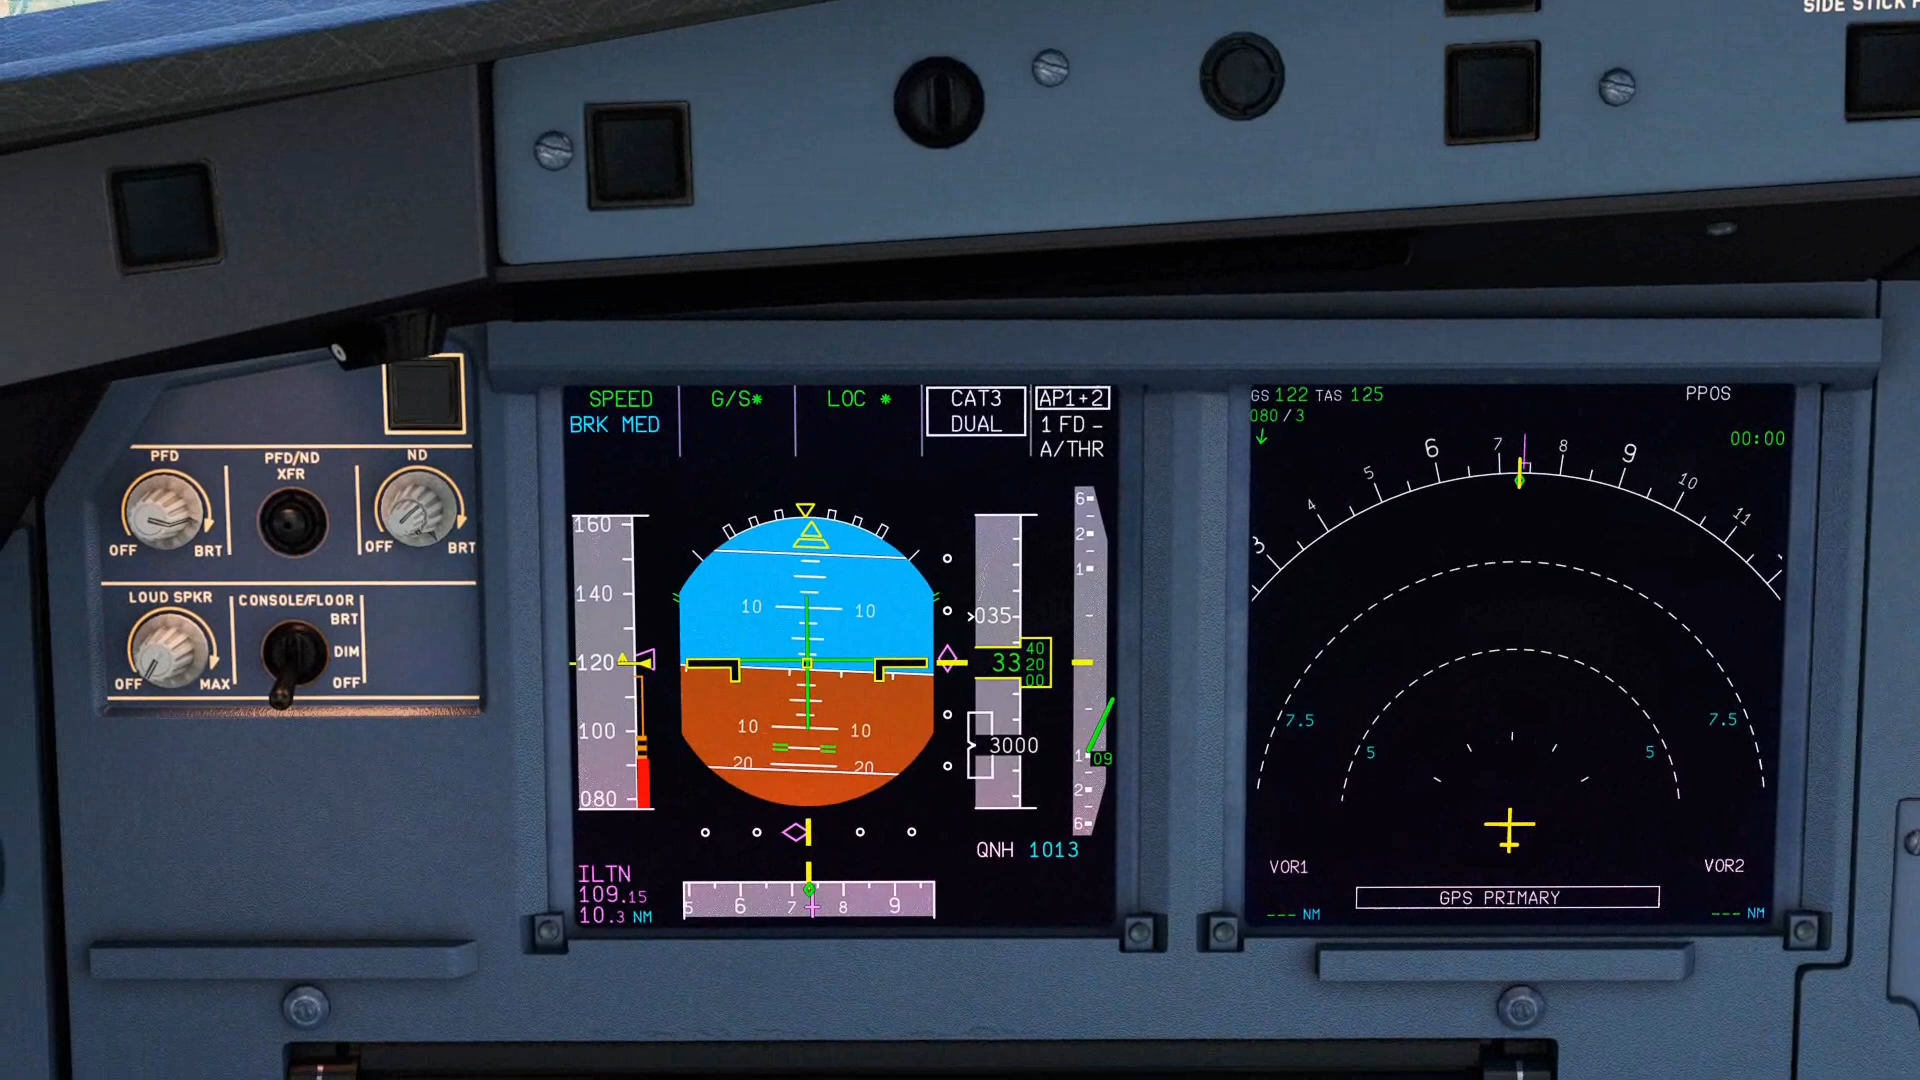 SIDE STICK P
PFD
PFD/ND
XFR
ND
OFF
BRT
OFF
BRT
LOUD SPKR
CONSOLE/FLOOR
BRT
DIM
OFF
OFF
MAX
SPEED
G/S*
LOC *
CAT3
AP1+2
BRK MED
DUAL
1 FD -
A/THR
160
140
120
100
080
10 10
10 10
20 20
035
33
40
20
00
3000
6
2
1
1
09
2
6
QNH 1013
ILTN
109.15
10.3 NM
5 6 7 8 9
GS 122 TAS 125
PPOS
080/3
00:00
3 4 5 6 7 8 9 10 11
7.5 7.5
5 5
VOR1
VOR2
GPS PRIMARY
--- NM
--- NM